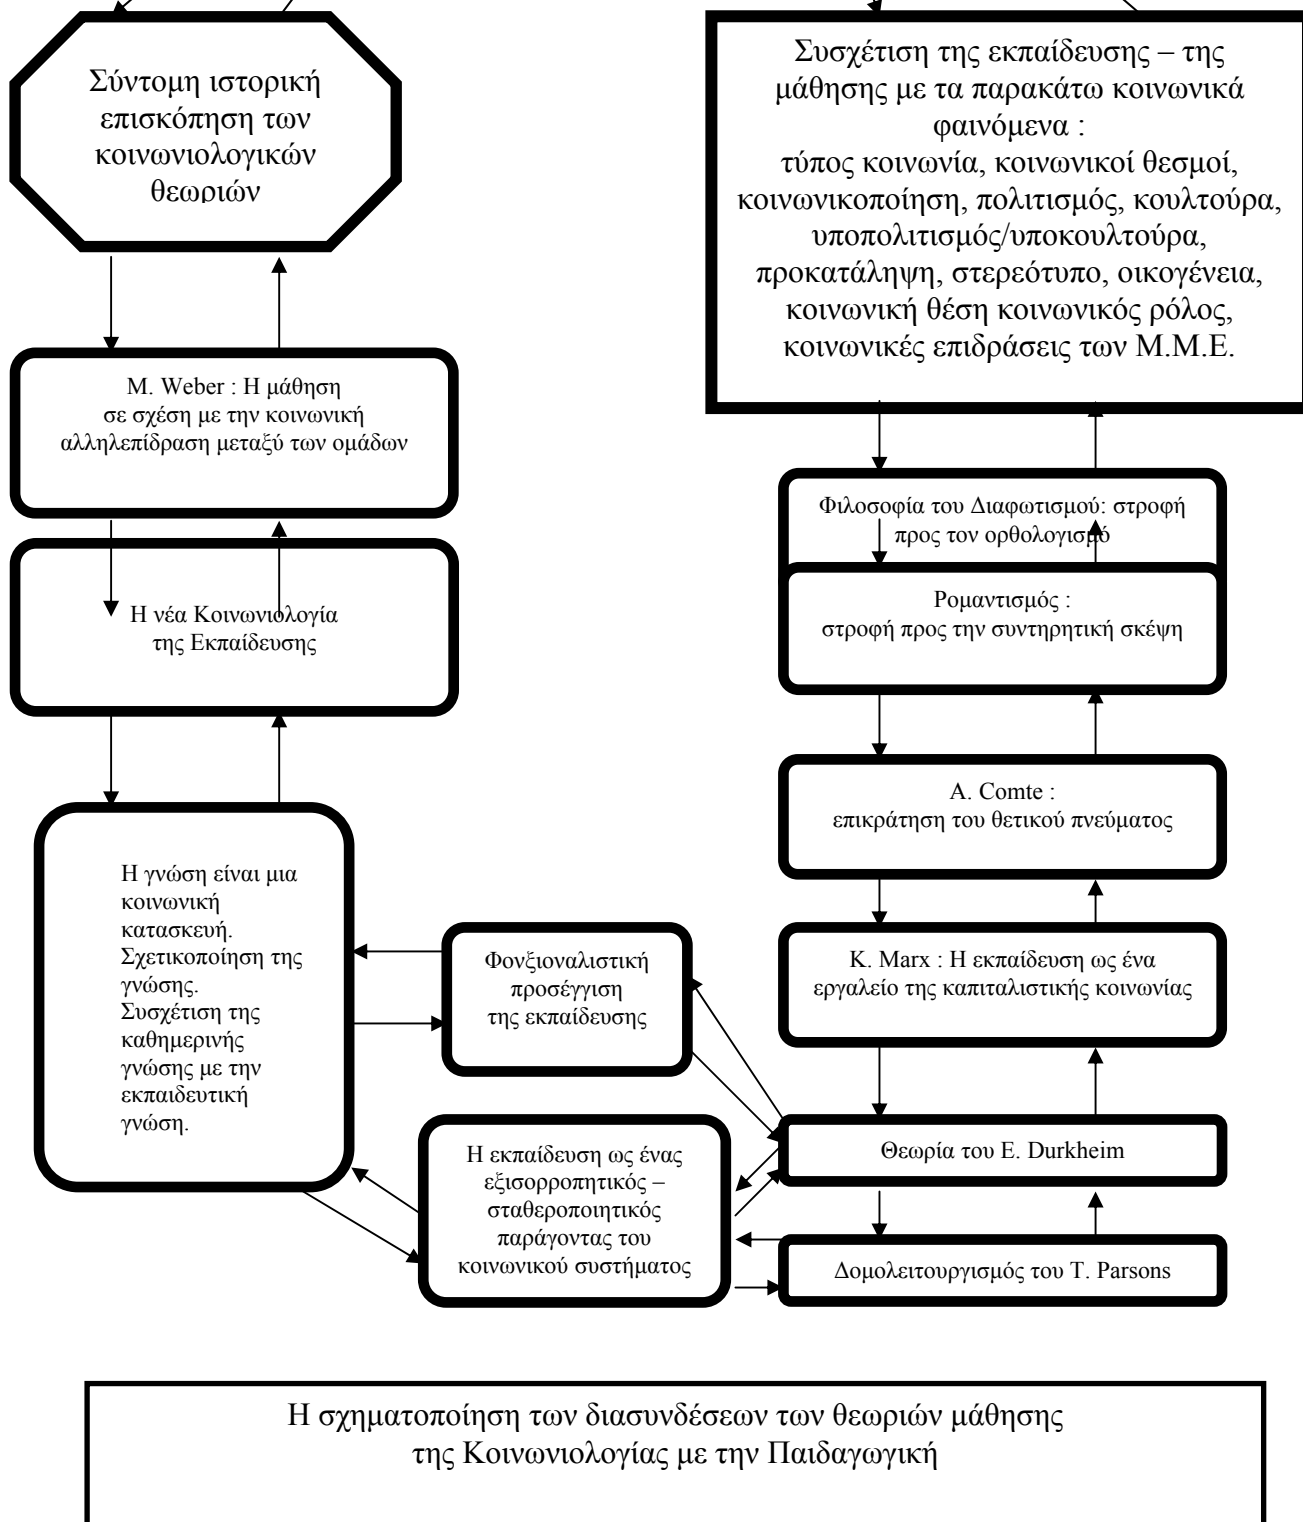 Σύντομη ιστορική
επισκόπηση των
κοινωνιολογικών
θεωριών
Συσχέτιση της εκπαίδευσης – της
μάθησης με τα παρακάτω κοινωνικά
φαινόμενα :
τύπος κοινωνία, κοινωνικοί θεσμοί,
κοινωνικοποίηση, πολιτισμός, κουλτούρα,
υποπολιτισμός/υποκουλτούρα,
προκατάληψη, στερεότυπο, οικογένεια,
κοινωνική θέση κοινωνικός ρόλος,
κοινωνικές επιδράσεις των Μ.Μ.Ε.
M. Weber : Η μάθηση
σε σχέση με την κοινωνική
αλληλεπίδραση μεταξύ των ομάδων
Φιλοσοφία του Διαφωτισμού: στροφή
προς τον ορθολογισμό
Η νέα Κοινωνιολογία
της Εκπαίδευσης
Ρομαντισμός :
στροφή προς την συντηρητική σκέψη
A. Comte :
επικράτηση του θετικού πνεύματος
Η γνώση είναι μια
κοινωνική
κατασκευή.
Σχετικοποίηση της
γνώσης.
Συσχέτιση της
καθημερινής
γνώσης με την
εκπαιδευτική
γνώση.
Φονξιοναλιστική
προσέγγιση
της εκπαίδευσης
K. Marx : Η εκπαίδευση ως ένα
εργαλείο της καπιταλιστικής κοινωνίας
Η εκπαίδευση ως ένας
εξισορροπητικός –
σταθεροποιητικός
παράγοντας του
κοινωνικού συστήματος
Θεωρία του E. Durkheim
Δομολειτουργισμός του T. Parsons
Η σχηματοποίηση των διασυνδέσεων των θεωριών μάθησης
της Κοινωνιολογίας με την Παιδαγωγική